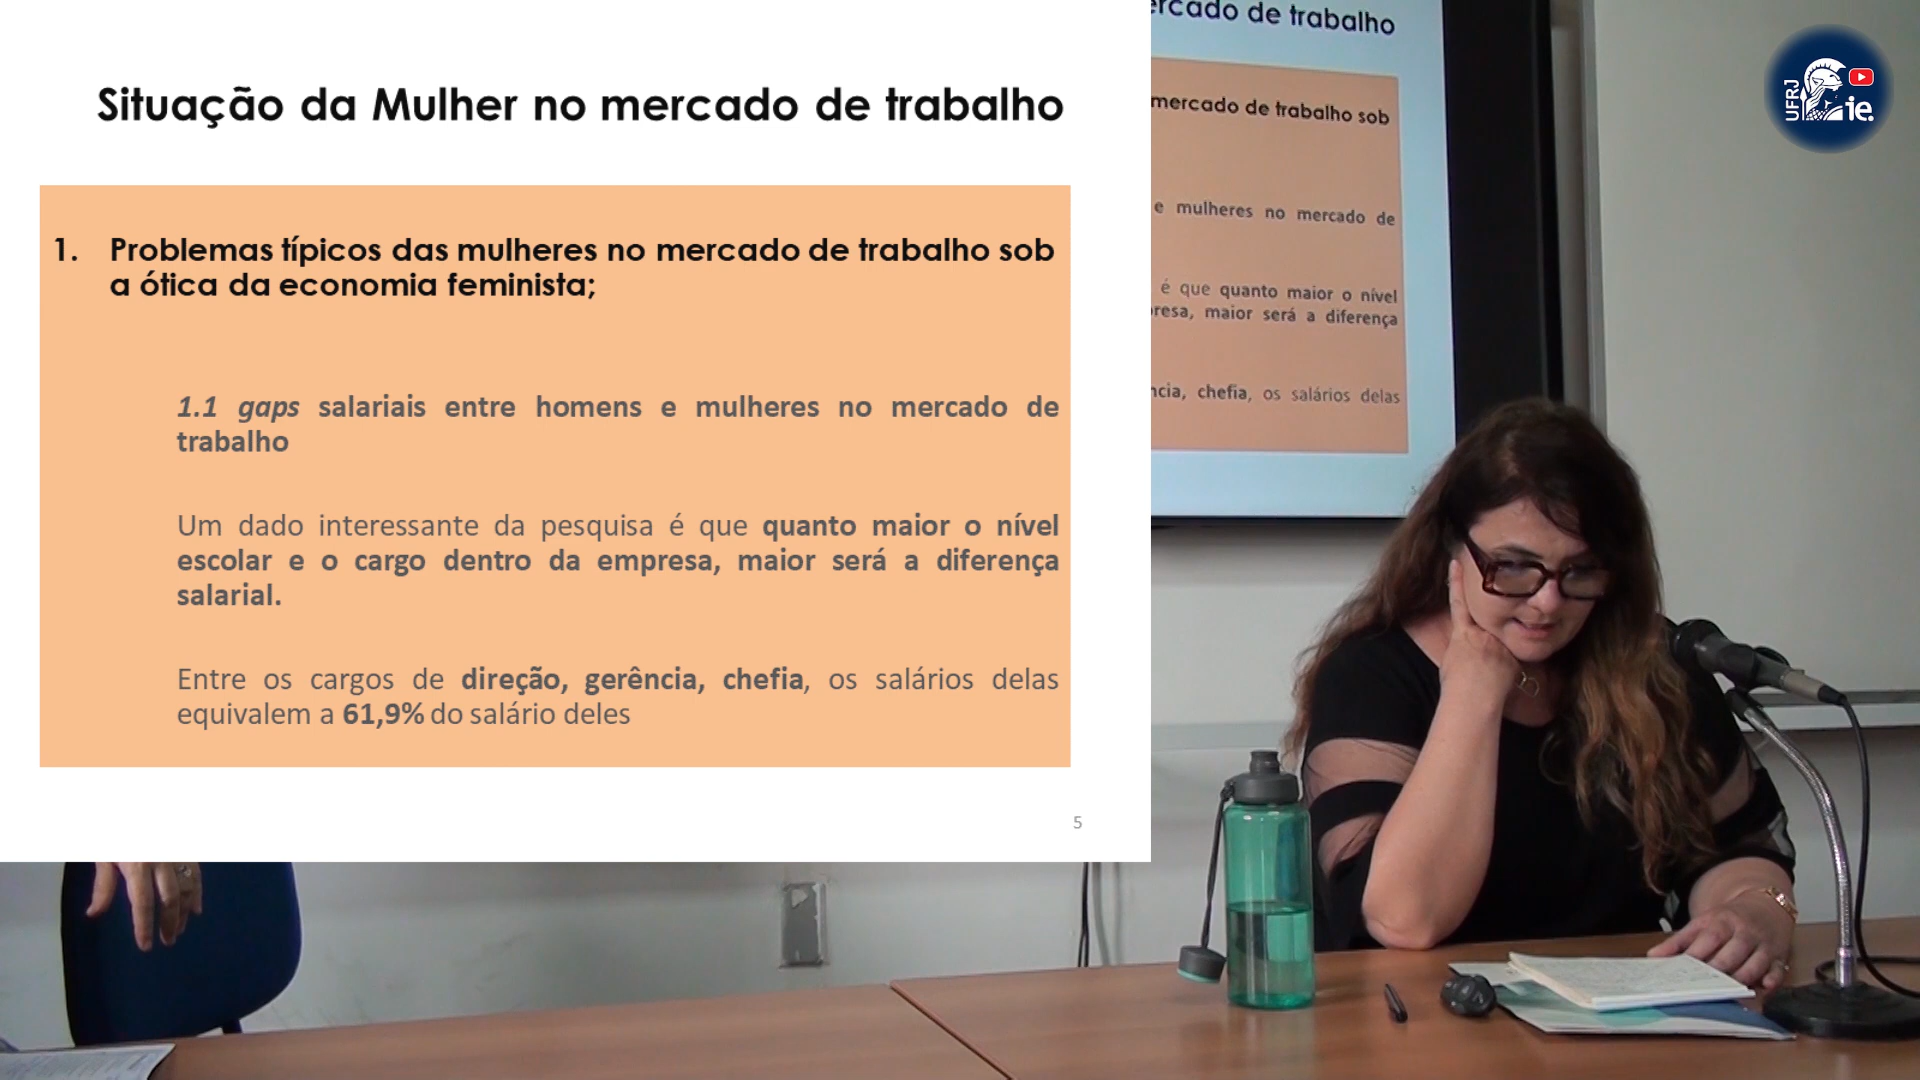 Situação da Mulher no mercado de trabalho
1. Problemas típicos das mulheres no mercado de trabalho sob
a ótica da economia feminista;
1.1 gaps salariais entre homens e mulheres no mercado de
trabalho
Um dado interessante da pesquisa é que quanto maior o nível
escolar e o cargo dentro da empresa, maior será a diferença
salarial.
Entre os cargos de direção, gerência, chefia, os salários delas
equivalem a 61,9% do salário deles
5
ercado de trabalho
mercado de trabalho sob
e mulheres no mercado de
é que quanto maior o nível
resa, maior será a diferença
ncia, chefia, os salários delas
UFRJ
ie.